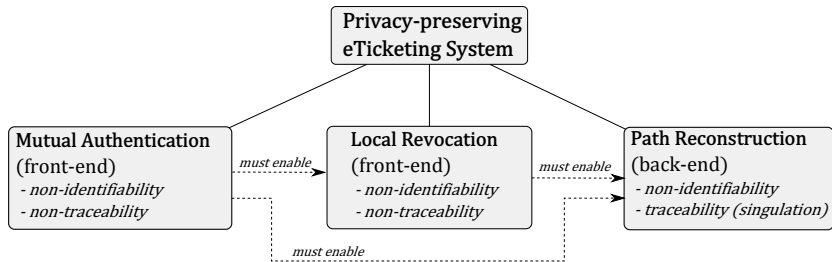 Privacy-preserving
eTicketing System
Mutual Authentication
(front-end)
- non-identifiability
- non-traceability
must enable
Local Revocation
(front-end)
- non-identifiability
- non-traceability
must enable
Path Reconstruction
(back-end)
- non-identifiability
- traceability (singulation)
must enable